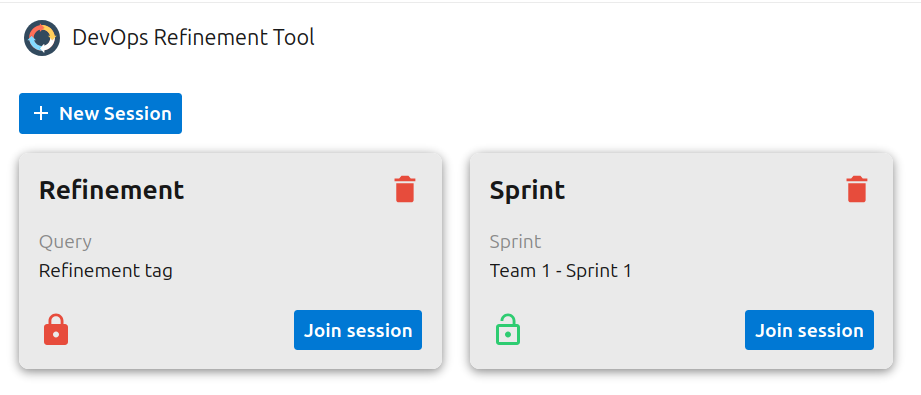 DevOps Refinement Tool
+ New Session
Refinement
Query
Refinement tag
Join session
Sprint
Sprint
Team 1 - Sprint 1
Join session